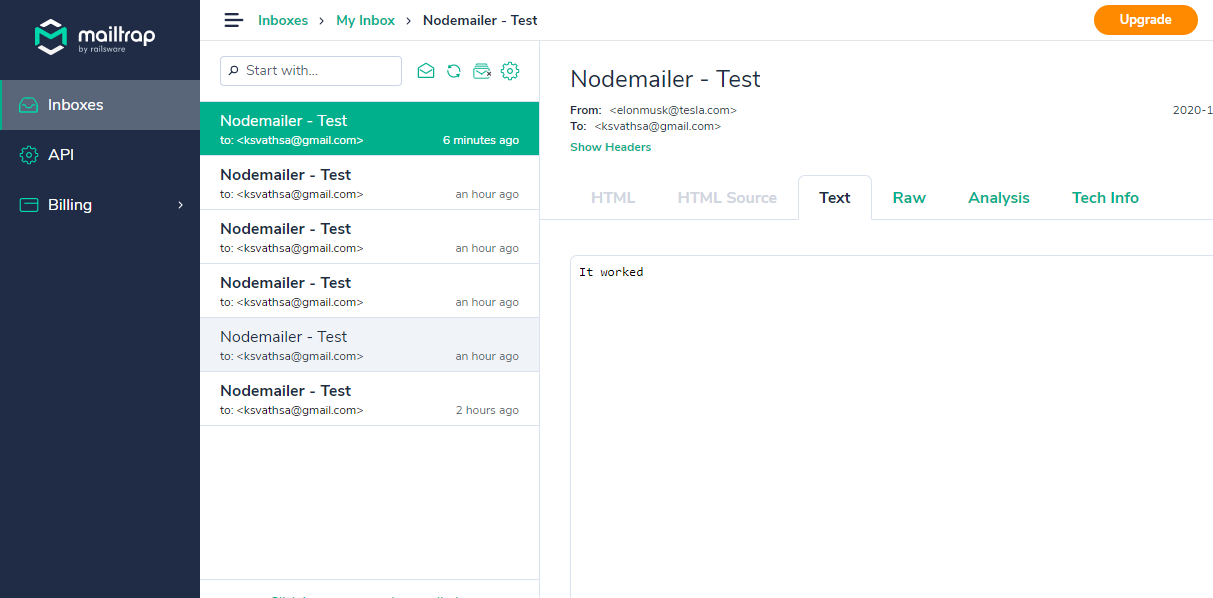 mailtrap
by railsware
Inboxes
API
Billing
Inboxes > My Inbox > Nodemailer - Test
Upgrade
Start with...
Nodemailer - Test
to: <ksvathsa@gmail.com> 6 minutes ago
Nodemailer - Test
to: <ksvathsa@gmail.com> an hour ago
Nodemailer - Test
to: <ksvathsa@gmail.com> an hour ago
Nodemailer - Test
to: <ksvathsa@gmail.com> an hour ago
Nodemailer - Test
to: <ksvathsa@gmail.com> an hour ago
Nodemailer - Test
to: <ksvathsa@gmail.com> 2 hours ago
Nodemailer - Test
From: <elonmusk@tesla.com> 2020-1
To: <ksvathsa@gmail.com>
Show Headers
HTML HTML Source Text Raw Analysis Tech Info
It worked